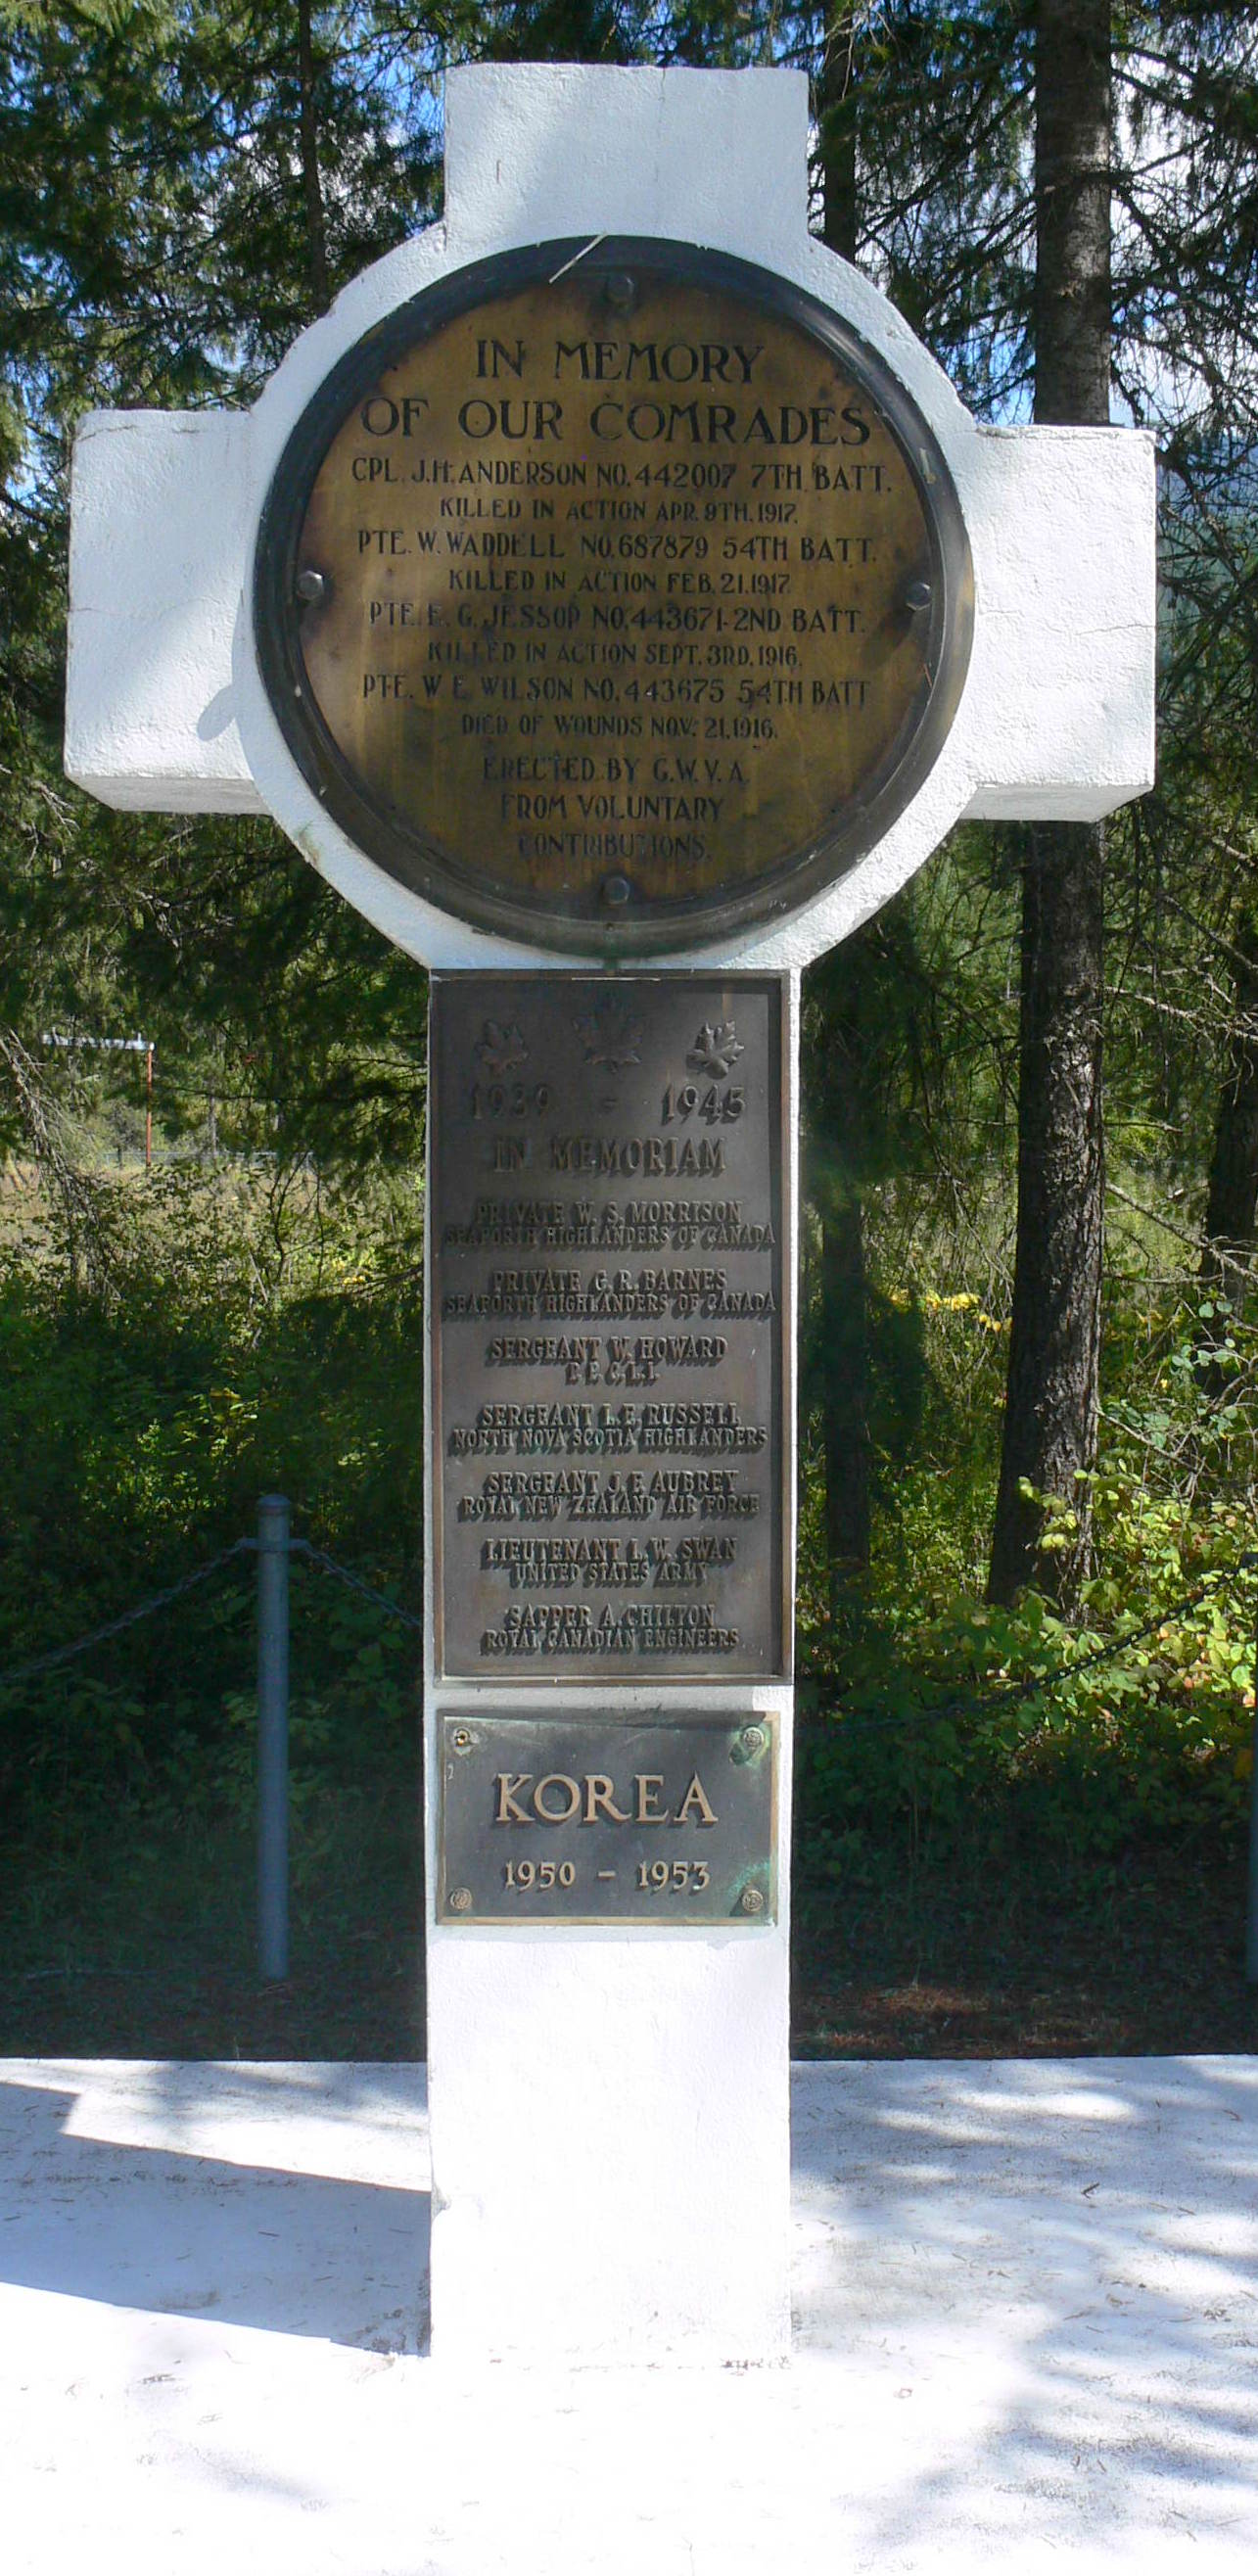 IN MEMORY
OF OUR COMRADES
CPL. J.H. ANDERSON NO. 442007 7TH BATT.
KILLED IN ACTION APR. 9TH, 1917.
PTE. W. WADDELL NO. 687879 54TH BATT.
KILLED IN ACTION FEB. 21. 1917.
PTE. F. G. JESSOP NO. 443671-2ND BATT.
KILLED IN ACTION SEPT. 3RD, 1916.
PTE. W E WILSON NO. 443675 54TH BATT
DIED OF WOUNDS NOV. 21, 1916.
ERECTED BY G.W.V.A.
FROM VOLUNTARY
CONTRIBUTIONS.
1939 - 1945
IN MEMORIAM
PRIVATE W. S. MORRISON
SEAFORTH HIGHLANDERS OF CANADA
PRIVATE G. R. BARNES
SEAFORTH HIGHLANDERS OF CANADA
SERGEANT W. HOWARD
P. P. C. L. I.
SERGEANT L. E. RUSSELL
NORTH NOVA SCOTIA HIGHLANDERS
SERGEANT J. F. AUBREY
ROYAL NEW ZEALAND AIR FORCE
LIEUTENANT L. W. SWAN
UNITED STATES ARMY
SAPPER A. CHILTON
ROYAL CANADIAN ENGINEERS
KOREA
1950 - 1953